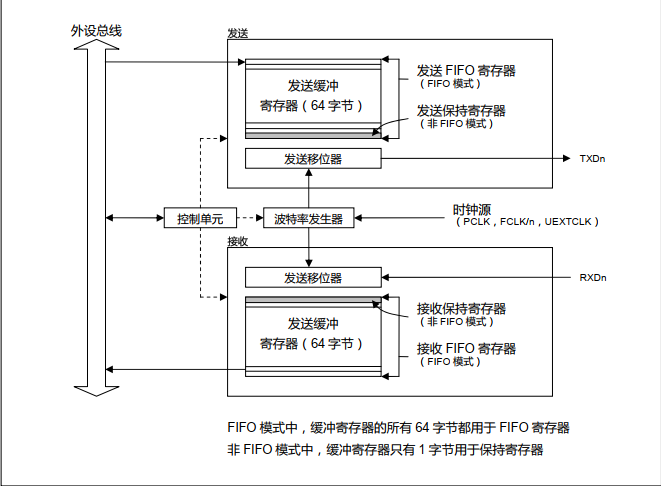 外设总线
发送
发送缓冲
寄存器（64 字节）
发送 FIFO 寄存器
（FIFO 模式）
发送保持寄存器
（非 FIFO 模式）
发送移位器
TXDn
控制单元
波特率发生器
时钟源
（PCLK，FCLK/n，UEXTCLK）
接收
发送移位器
RXDn
发送缓冲
寄存器（64 字节）
接收保持寄存器
（非 FIFO 模式）
接收 FIFO 寄存器
（FIFO 模式）
FIFO 模式中，缓冲寄存器的所有 64 字节都用于 FIFO 寄存器
非 FIFO 模式中，缓冲寄存器只有 1 字节用于保持寄存器